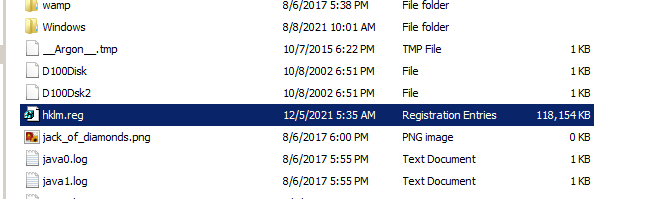 wamp 8/6/2017 5:38 PM File folder
Windows 8/8/2021 10:01 AM File folder
__Argon__.tmp 10/7/2015 6:22 PM TMP File 1 KB
D100Disk 10/8/2002 6:51 PM File 1 KB
D100Dsk2 10/8/2002 6:51 PM File 1 KB
hklm.reg 12/5/2021 5:35 AM Registration Entries 118,154 KB
jack_of_diamonds.png 8/6/2017 6:00 PM PNG image 0 KB
java0.log 8/6/2017 5:55 PM Text Document 1 KB
java1.log 8/6/2017 5:55 PM Text Document 1 KB